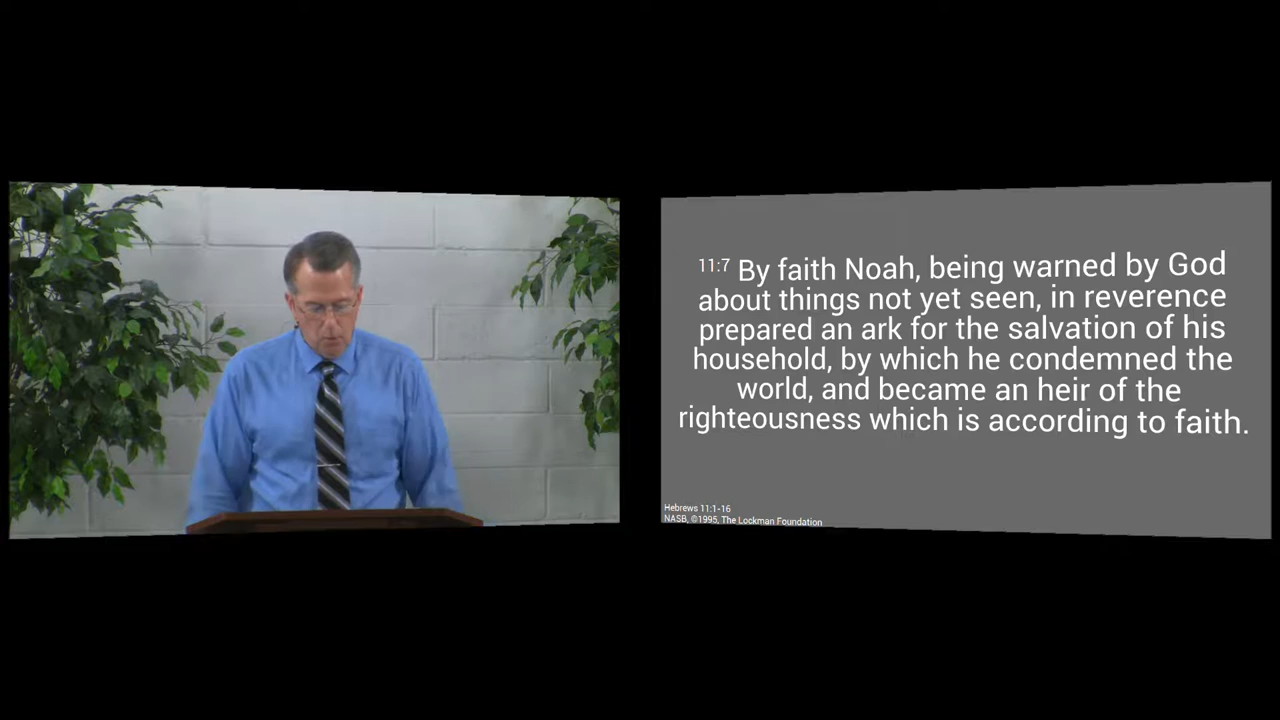 11:7 By faith Noah, being warned by God
about things not yet seen, in reverence
prepared an ark for the salvation of his
household, by which he condemned the
world, and became an heir of the
righteousness which is according to faith.
Hebrews 11:1-16
NASB, ©1995, The Lockman Foundation